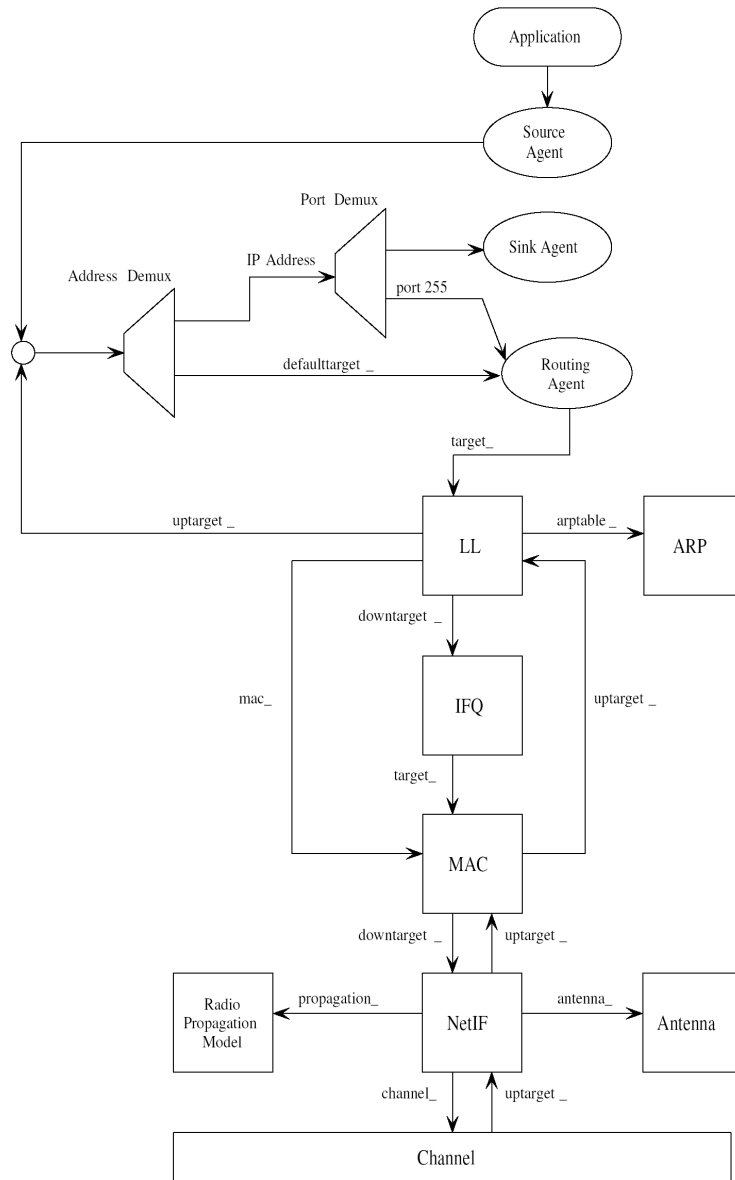 Application
Source
Agent
Port Demux
IP Address
Sink Agent
Address Demux
port 255
defaulttarget _
Routing
Agent
target_
uptarget _
LL
arptable _
ARP
downtarget _
mac_
IFQ
uptarget _
target_
MAC
downtarget _
uptarget _
Radio
Propagation
Model
propagation_
NetIF
antenna_
Antenna
channel_
uptarget _
Channel